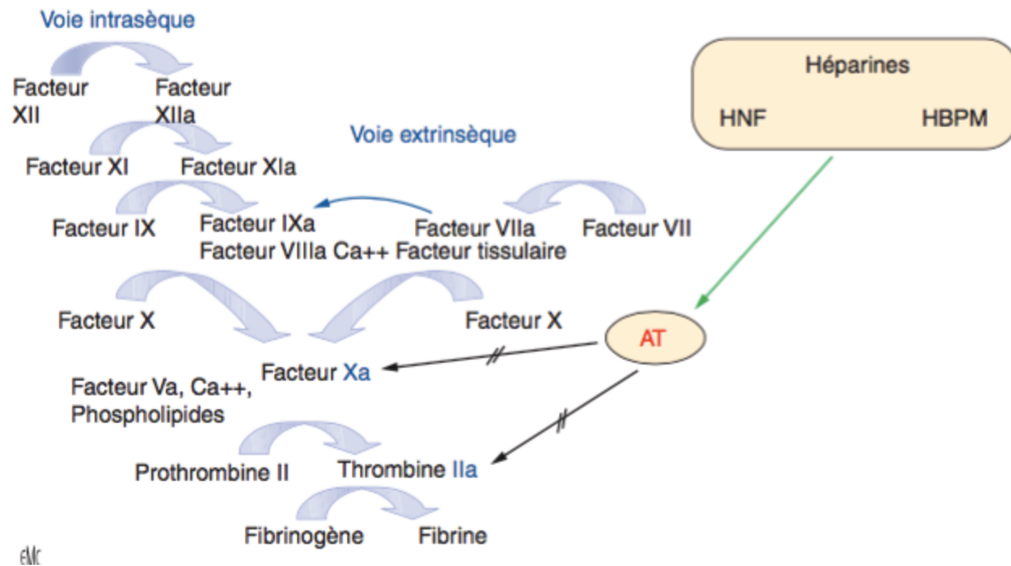 Voie intrasèque
Héparines
HNF HBPM
Facteur XII
Facteur XIIa
Voie extrinsèque
Facteur XI
Facteur XIa
Facteur IX
Facteur IXa
Facteur VIIa
Facteur VII
Facteur VIIIa Ca++ Facteur tissulaire
Facteur X
Facteur X
AT
Facteur Xa
Facteur Va, Ca++,
Phospholipides
Prothrombine II
Thrombine IIa
Fibrinogène
Fibrine
EMC